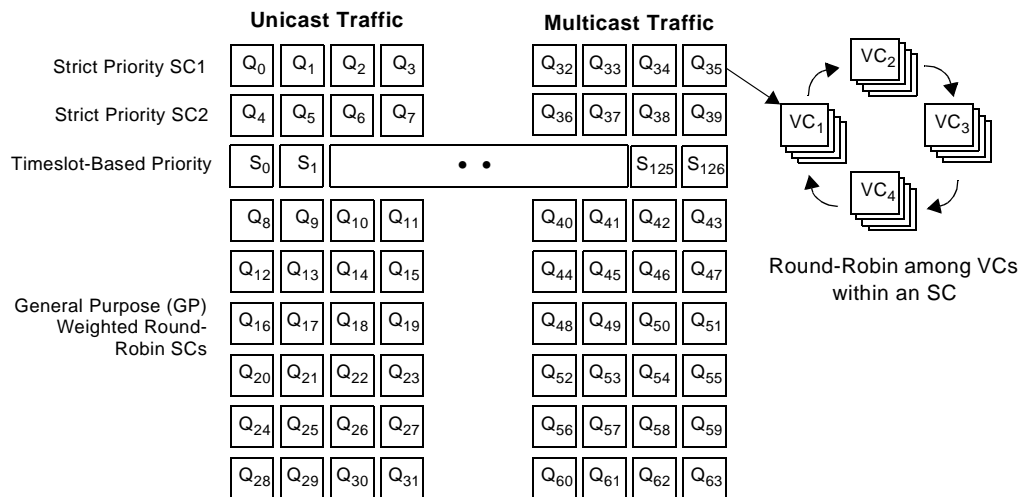 Unicast Traffic
Multicast Traffic
Strict Priority SC1
Q0 Q1 Q2 Q3
Q32 Q33 Q34 Q35
Strict Priority SC2
Q4 Q5 Q6 Q7
Q36 Q37 Q38 Q39
Timeslot-Based Priority
S0 S1 • • S125 S126
Q8 Q9 Q10 Q11
Q40 Q41 Q42 Q43
Q12 Q13 Q14 Q15
Q44 Q45 Q46 Q47
General Purpose (GP)
Weighted Round-
Robin SCs
Q16 Q17 Q18 Q19
Q48 Q49 Q50 Q51
Q20 Q21 Q22 Q23
Q52 Q53 Q54 Q55
Q24 Q25 Q26 Q27
Q56 Q57 Q58 Q59
Q28 Q29 Q30 Q31
Q60 Q61 Q62 Q63
VC2
VC1
VC3
VC4
Round-Robin among VCs
within an SC